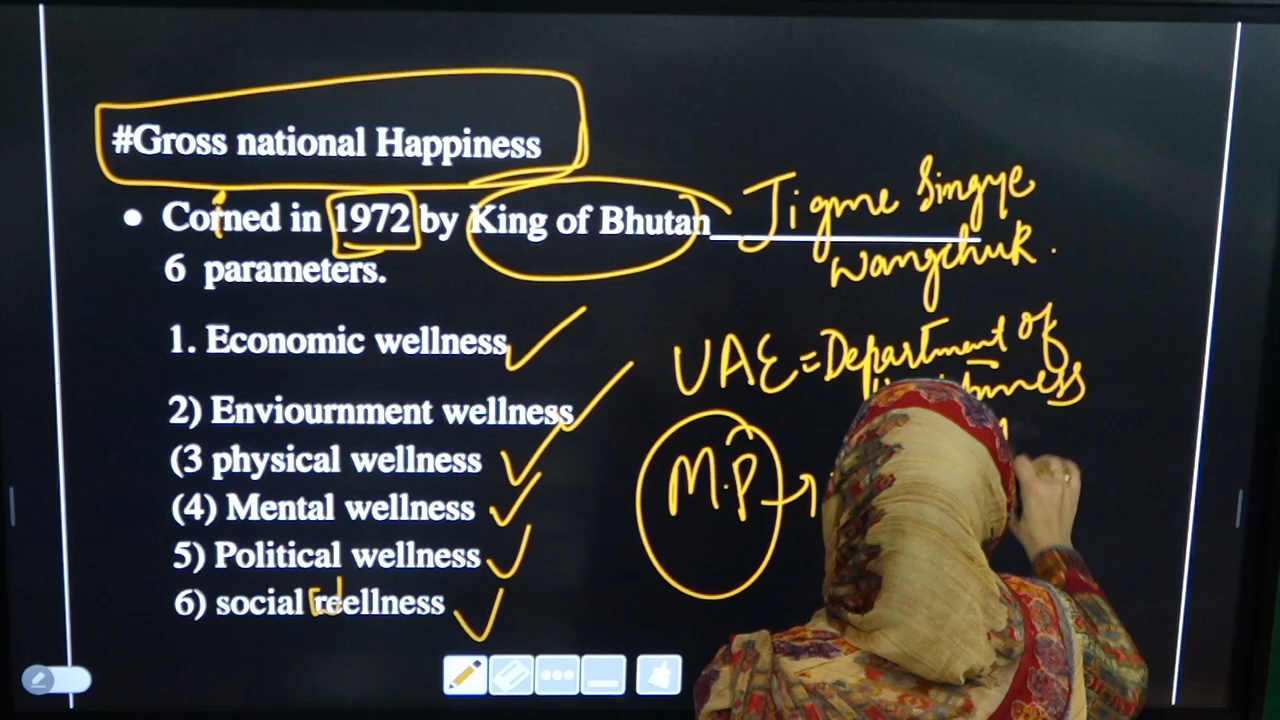 #Gross national Happiness
• Corned in 1972 by King of Bhutan
Jigme Singye
Wangchuk.
6 parameters.
1. Economic wellness
UAE = Department of
2) Enviournment wellness
(3 physical wellness
M.P →
(4) Mental wellness
5) Political wellness
6) social reellness